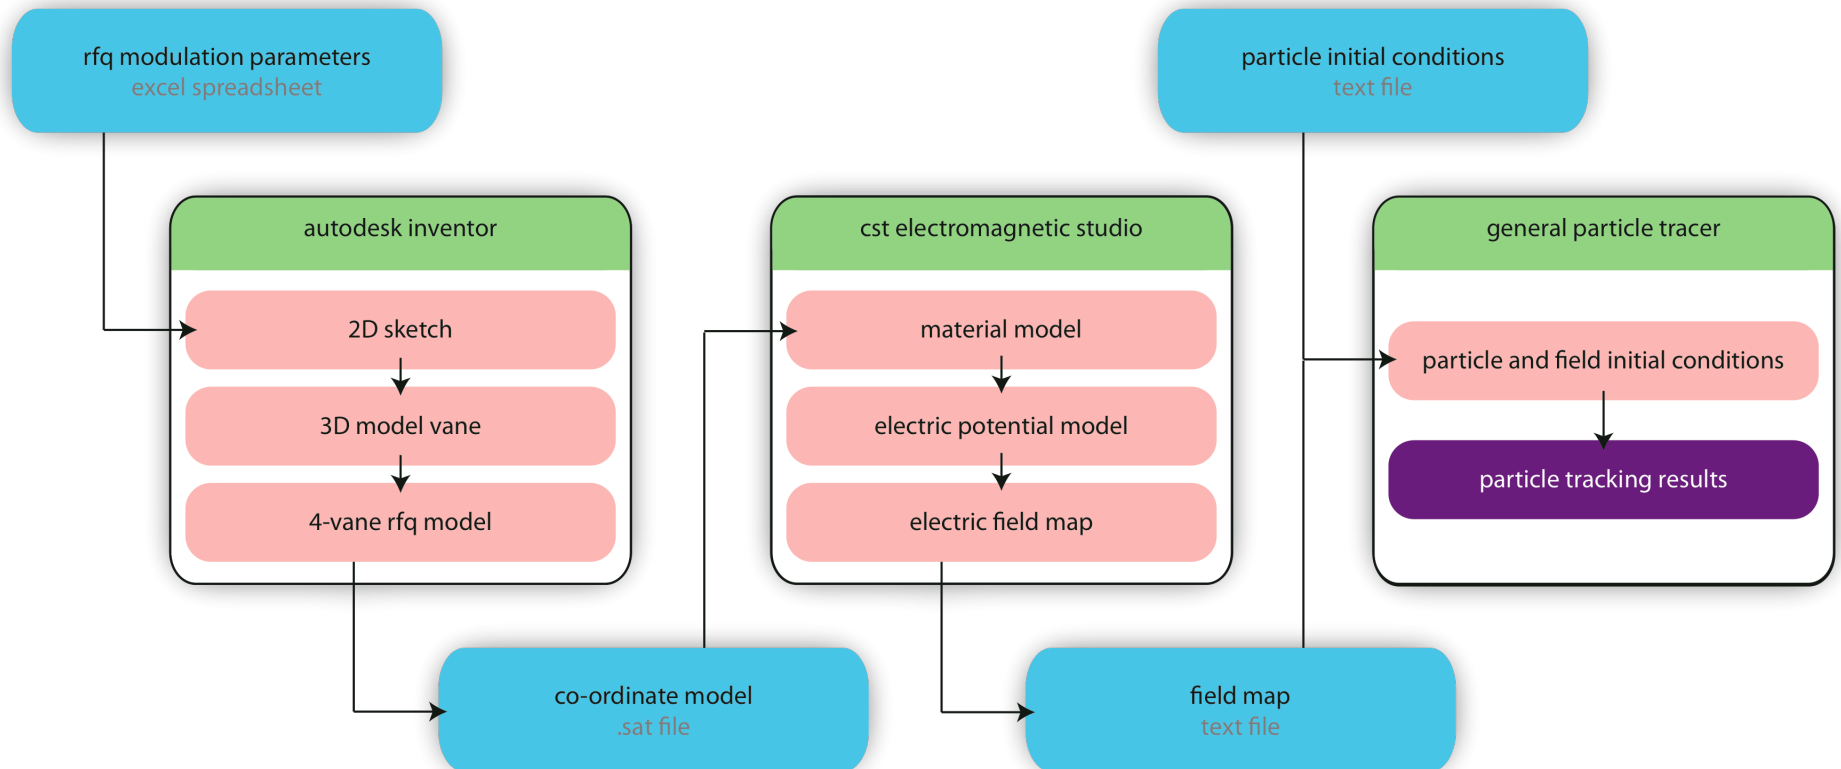 rfq modulation parameters
excel spreadsheet
particle initial conditions
text file
autodesk inventor
2D sketch
3D model vane
4-vane rfq model
cst electromagnetic studio
material model
electric potential model
electric field map
general particle tracer
particle and field initial conditions
particle tracking results
co-ordinate model
.sat file
field map
text file